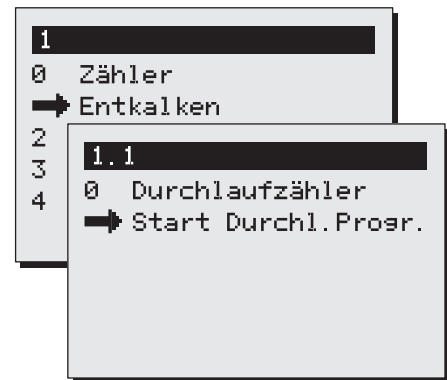 1
0 Zähler
Entkalken
2
3
4
1.1
0 Durchlaufzähler
Start Durchl.Progr.